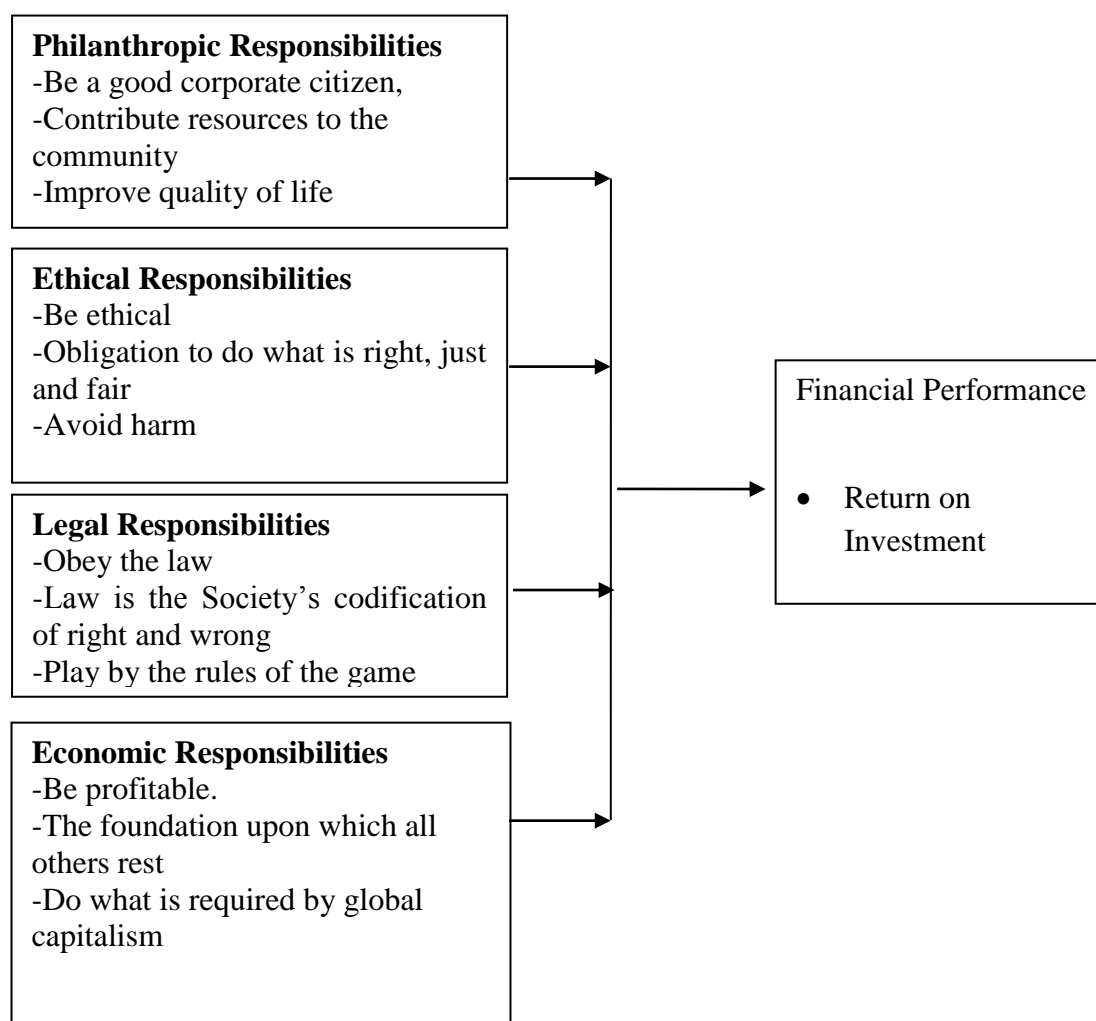 Philanthropic Responsibilities
-Be a good corporate citizen,
-Contribute resources to the
community
-Improve quality of life
Ethical Responsibilities
-Be ethical
-Obligation to do what is right, just
and fair
-Avoid harm
Legal Responsibilities
-Obey the law
-Law is the Society’s codification
of right and wrong
-Play by the rules of the game
Economic Responsibilities
-Be profitable.
-The foundation upon which all
others rest
-Do what is required by global
capitalism
Financial Performance
• Return on
Investment